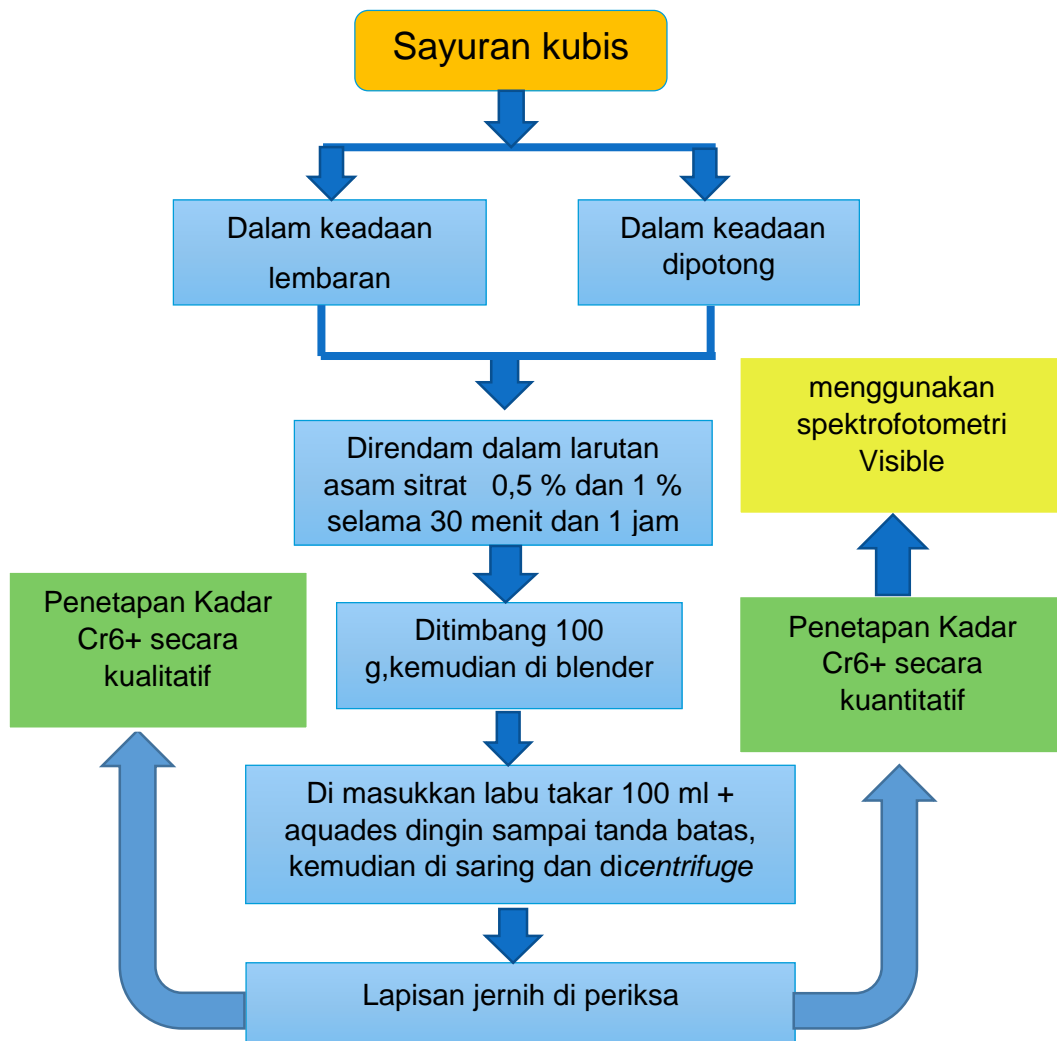 Sayuran kubis
Dalam keadaan
lembaran
Dalam keadaan
dipotong
Direndam dalam larutan
asam sitrat 0,5 % dan 1 %
selama 30 menit dan 1 jam
menggunakan
spektrofotometri
Visible
Ditimbang 100
g,kemudian di blender
Penetapan Kadar
Cr6+ secara
kualitatif
Penetapan Kadar
Cr6+ secara
kuantitatif
Di masukkan labu takar 100 ml +
aquades dingin sampai tanda batas,
kemudian di saring dan dicentrifuge
Lapisan jernih di periksa